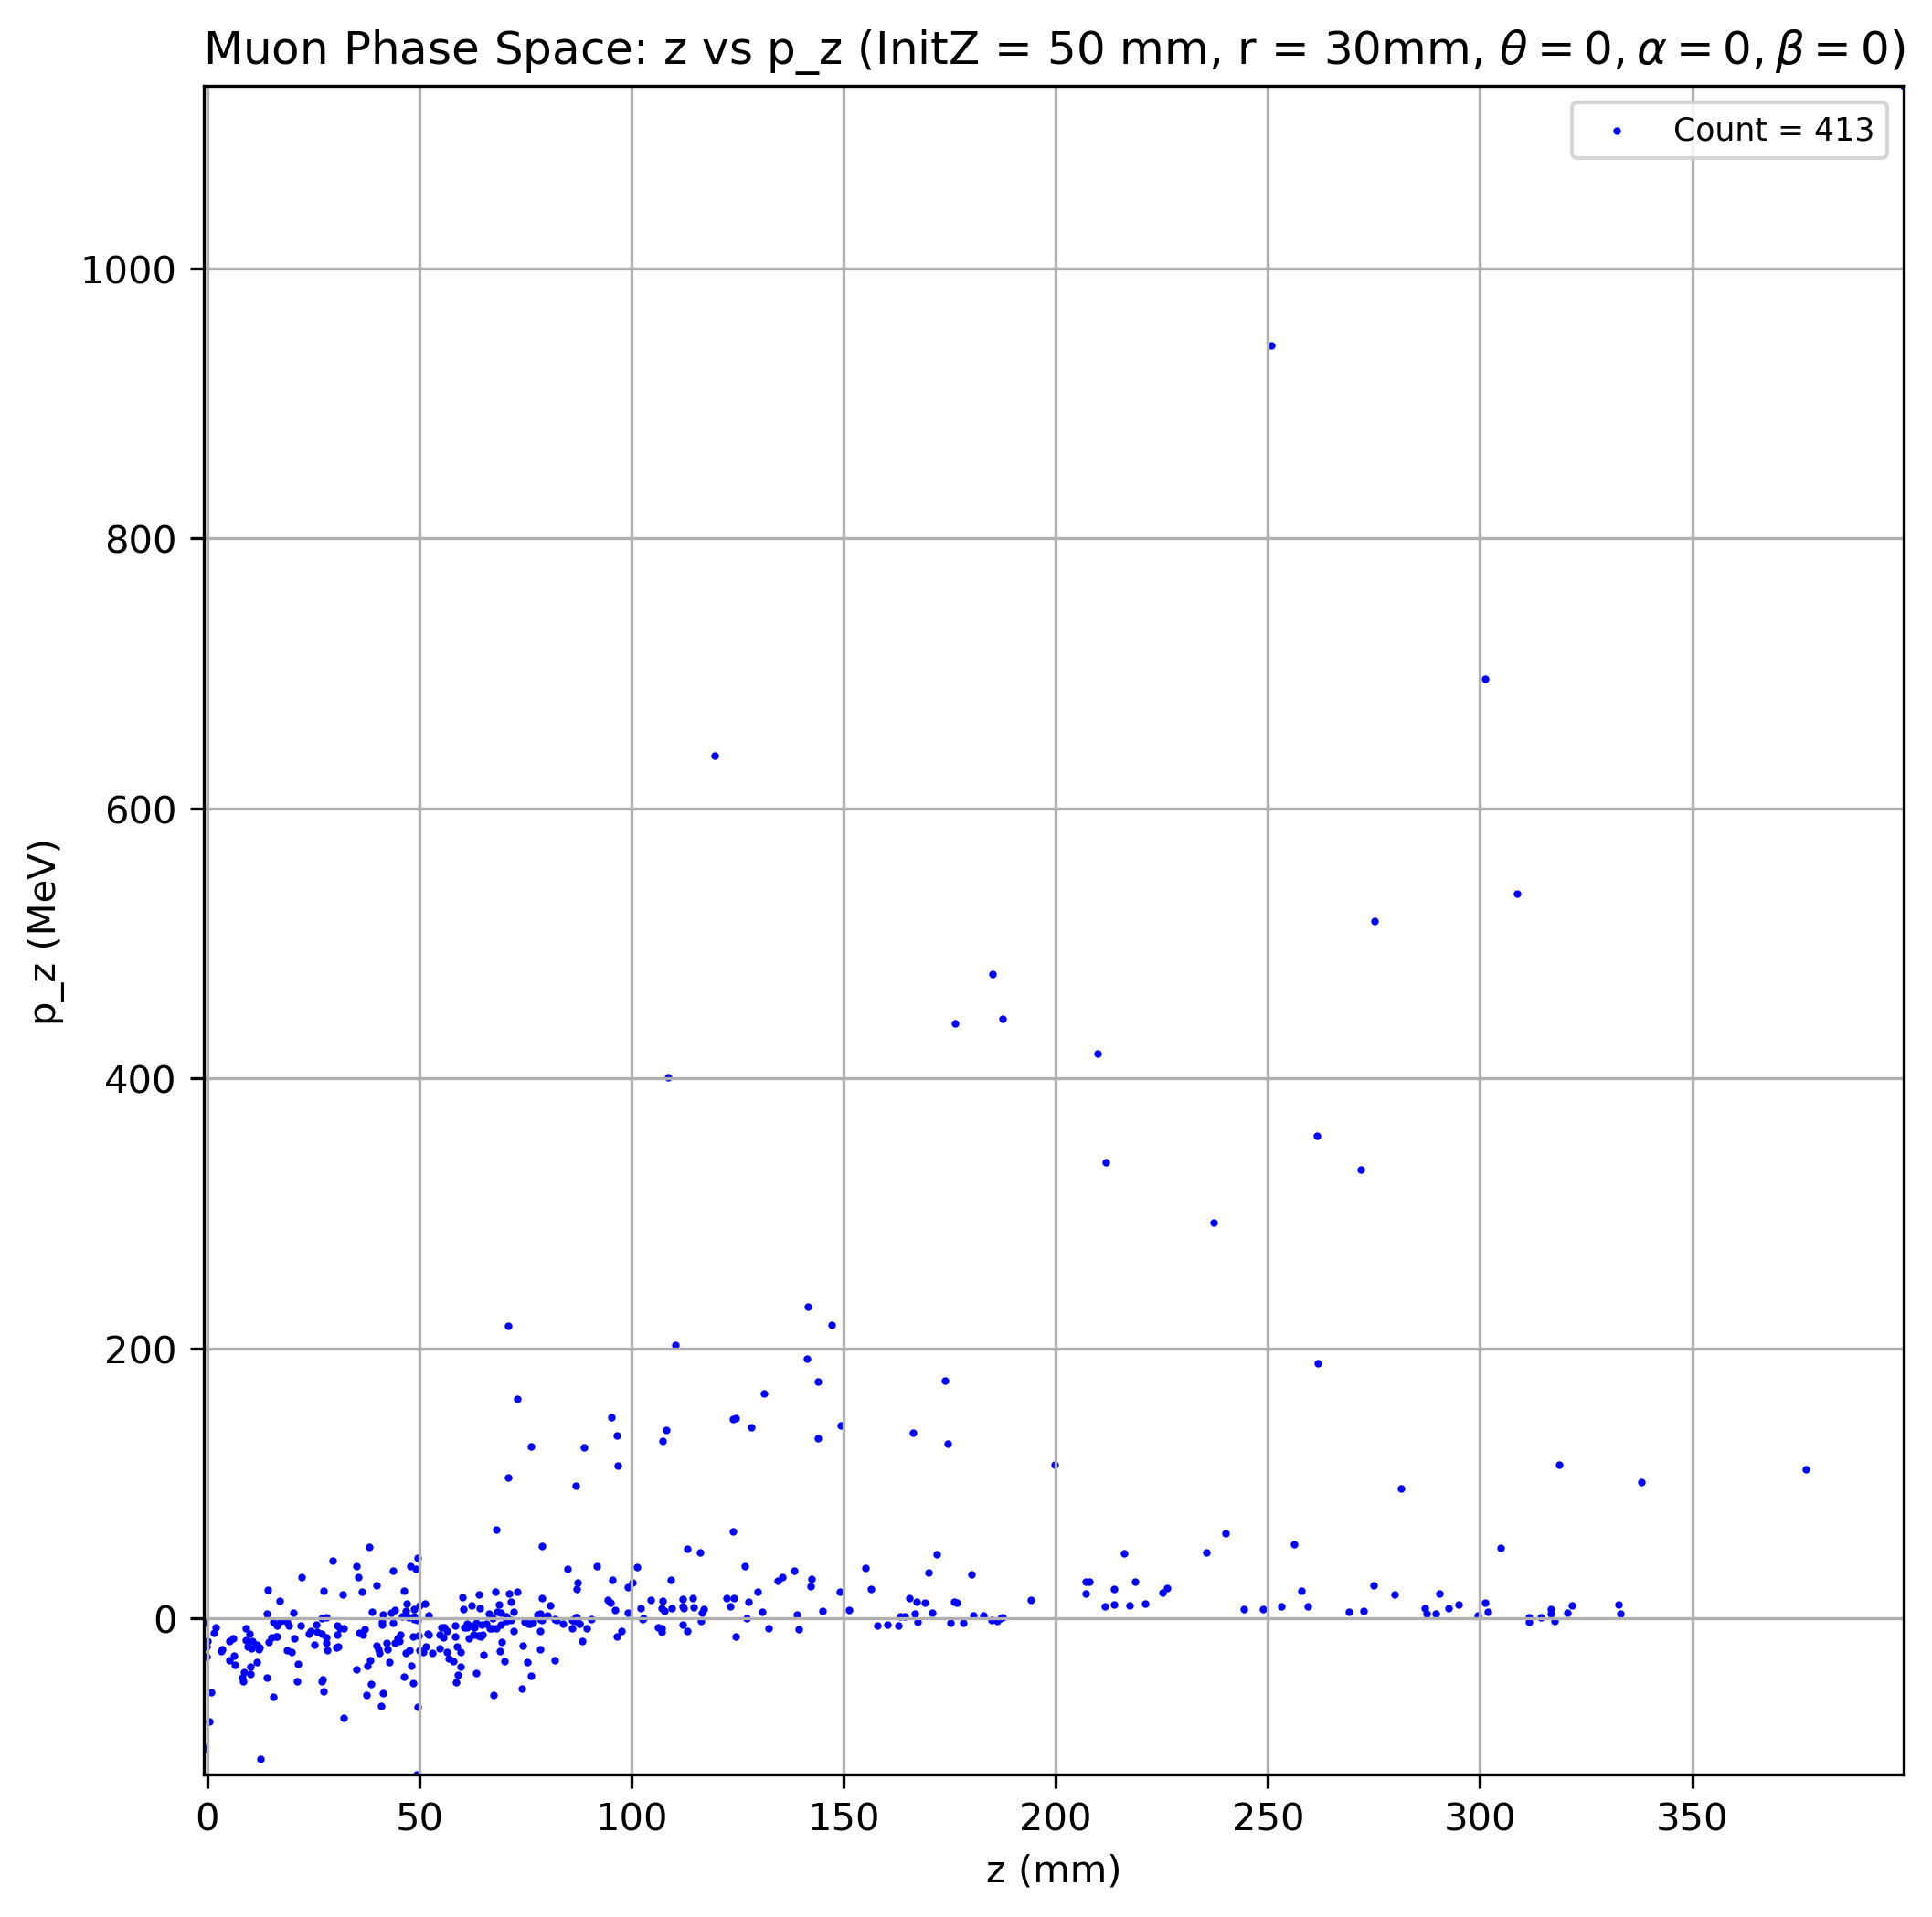 Muon Phase Space: z vs p_z (InitZ = 50 mm, r = 30mm, θ = 0, α = 0, β = 0)
Count = 413
1000
800
600
400
200
0
p_z (MeV)
0 50 100 150 200 250 300 350
z (mm)